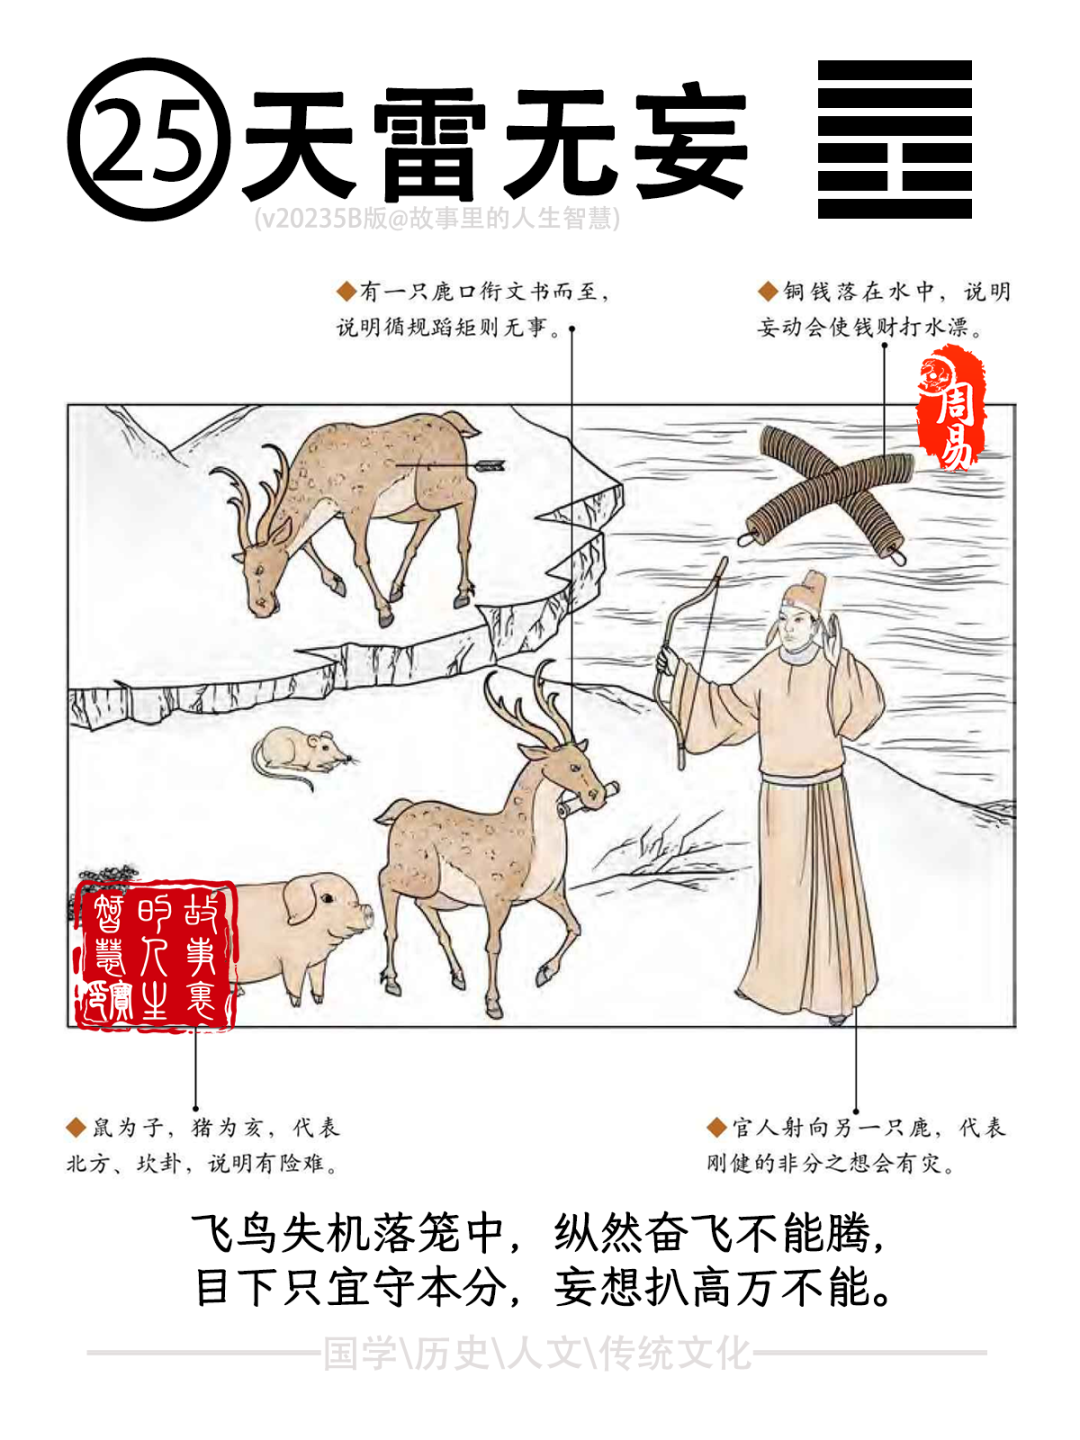 25 天雷无妄
(v20235B版@故事里的人生智慧)
◆有一只鹿口衔文书而至，
说明循规蹈矩则无事。
◆铜钱落在水中，说明
妄动会使钱财打水漂。
周易
故事裏
的人生
智慧
◆鼠为子，猪为亥，代表
北方、坎卦，说明有险难。
◆官人射向另一只鹿，代表
刚健的非分之想会有灾。
飞鸟失机落笼中，纵然奋飞不能腾，
目下只宜守本分，妄想扒高万不能。
国学\历史\人文\传统文化